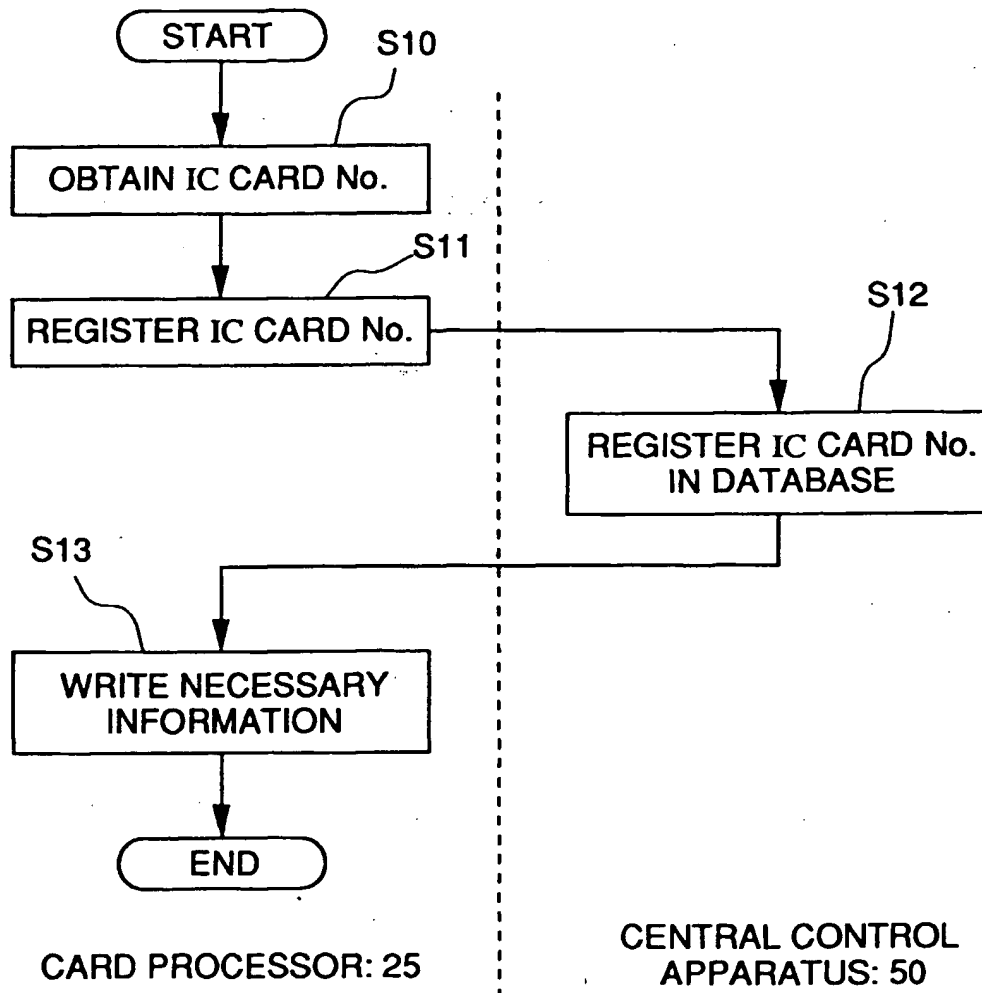 START
S10
OBTAIN IC CARD No.
S11
REGISTER IC CARD No.
S12
REGISTER IC CARD No.
IN DATABASE
S13
WRITE NECESSARY
INFORMATION
END
CARD PROCESSOR: 25
CENTRAL CONTROL
APPARATUS: 50